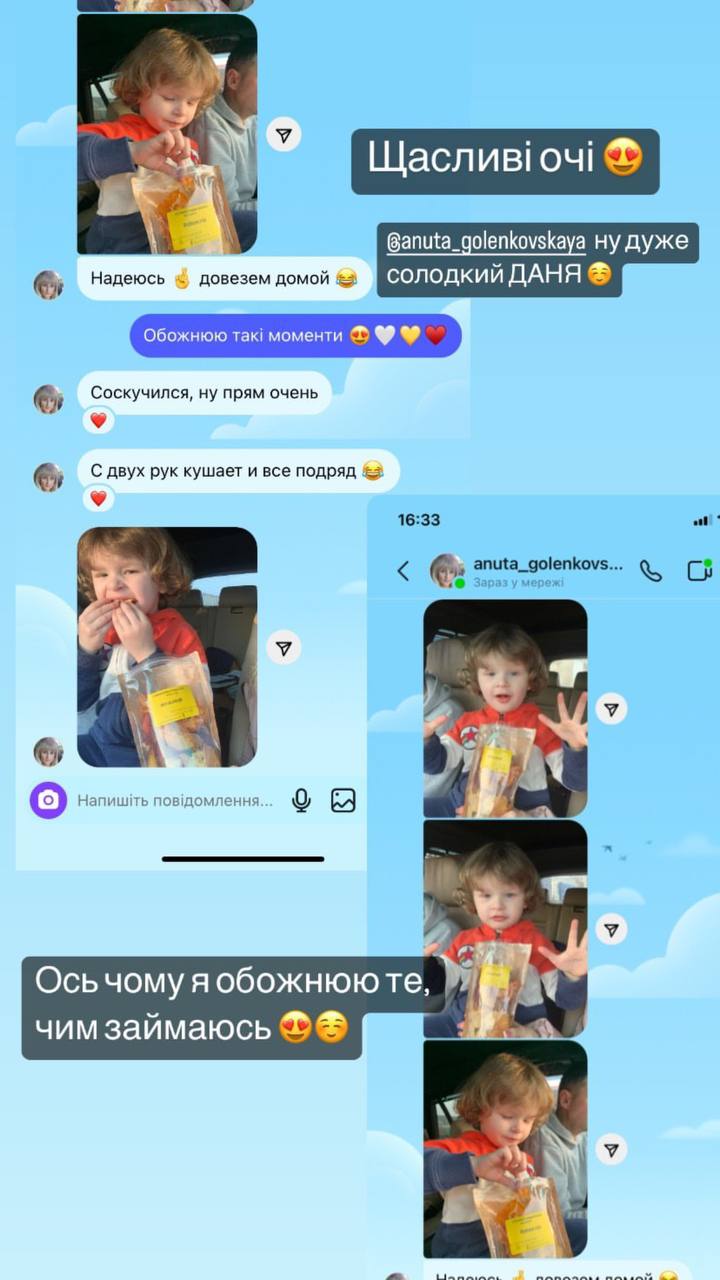 Щасливі очі 😍
@anuta_golenkovskaya ну дуже
солодкий ДАНЯ ☺️
Надеюсь 🤞 довезем домой 😂
Обожнюю такі моменти 😍🤍💛❤️
Соскучился, ну прям очень
❤️
С двух рук кушает и все подряд 😂
❤️
Напишіть повідомлення...
16:33
anuta_golenkovs...
Зараз у мережі
Ось чому я обожнюю те,
чим займаюсь 😍☺️
Надеюсь 🤞 довезем домой 😂